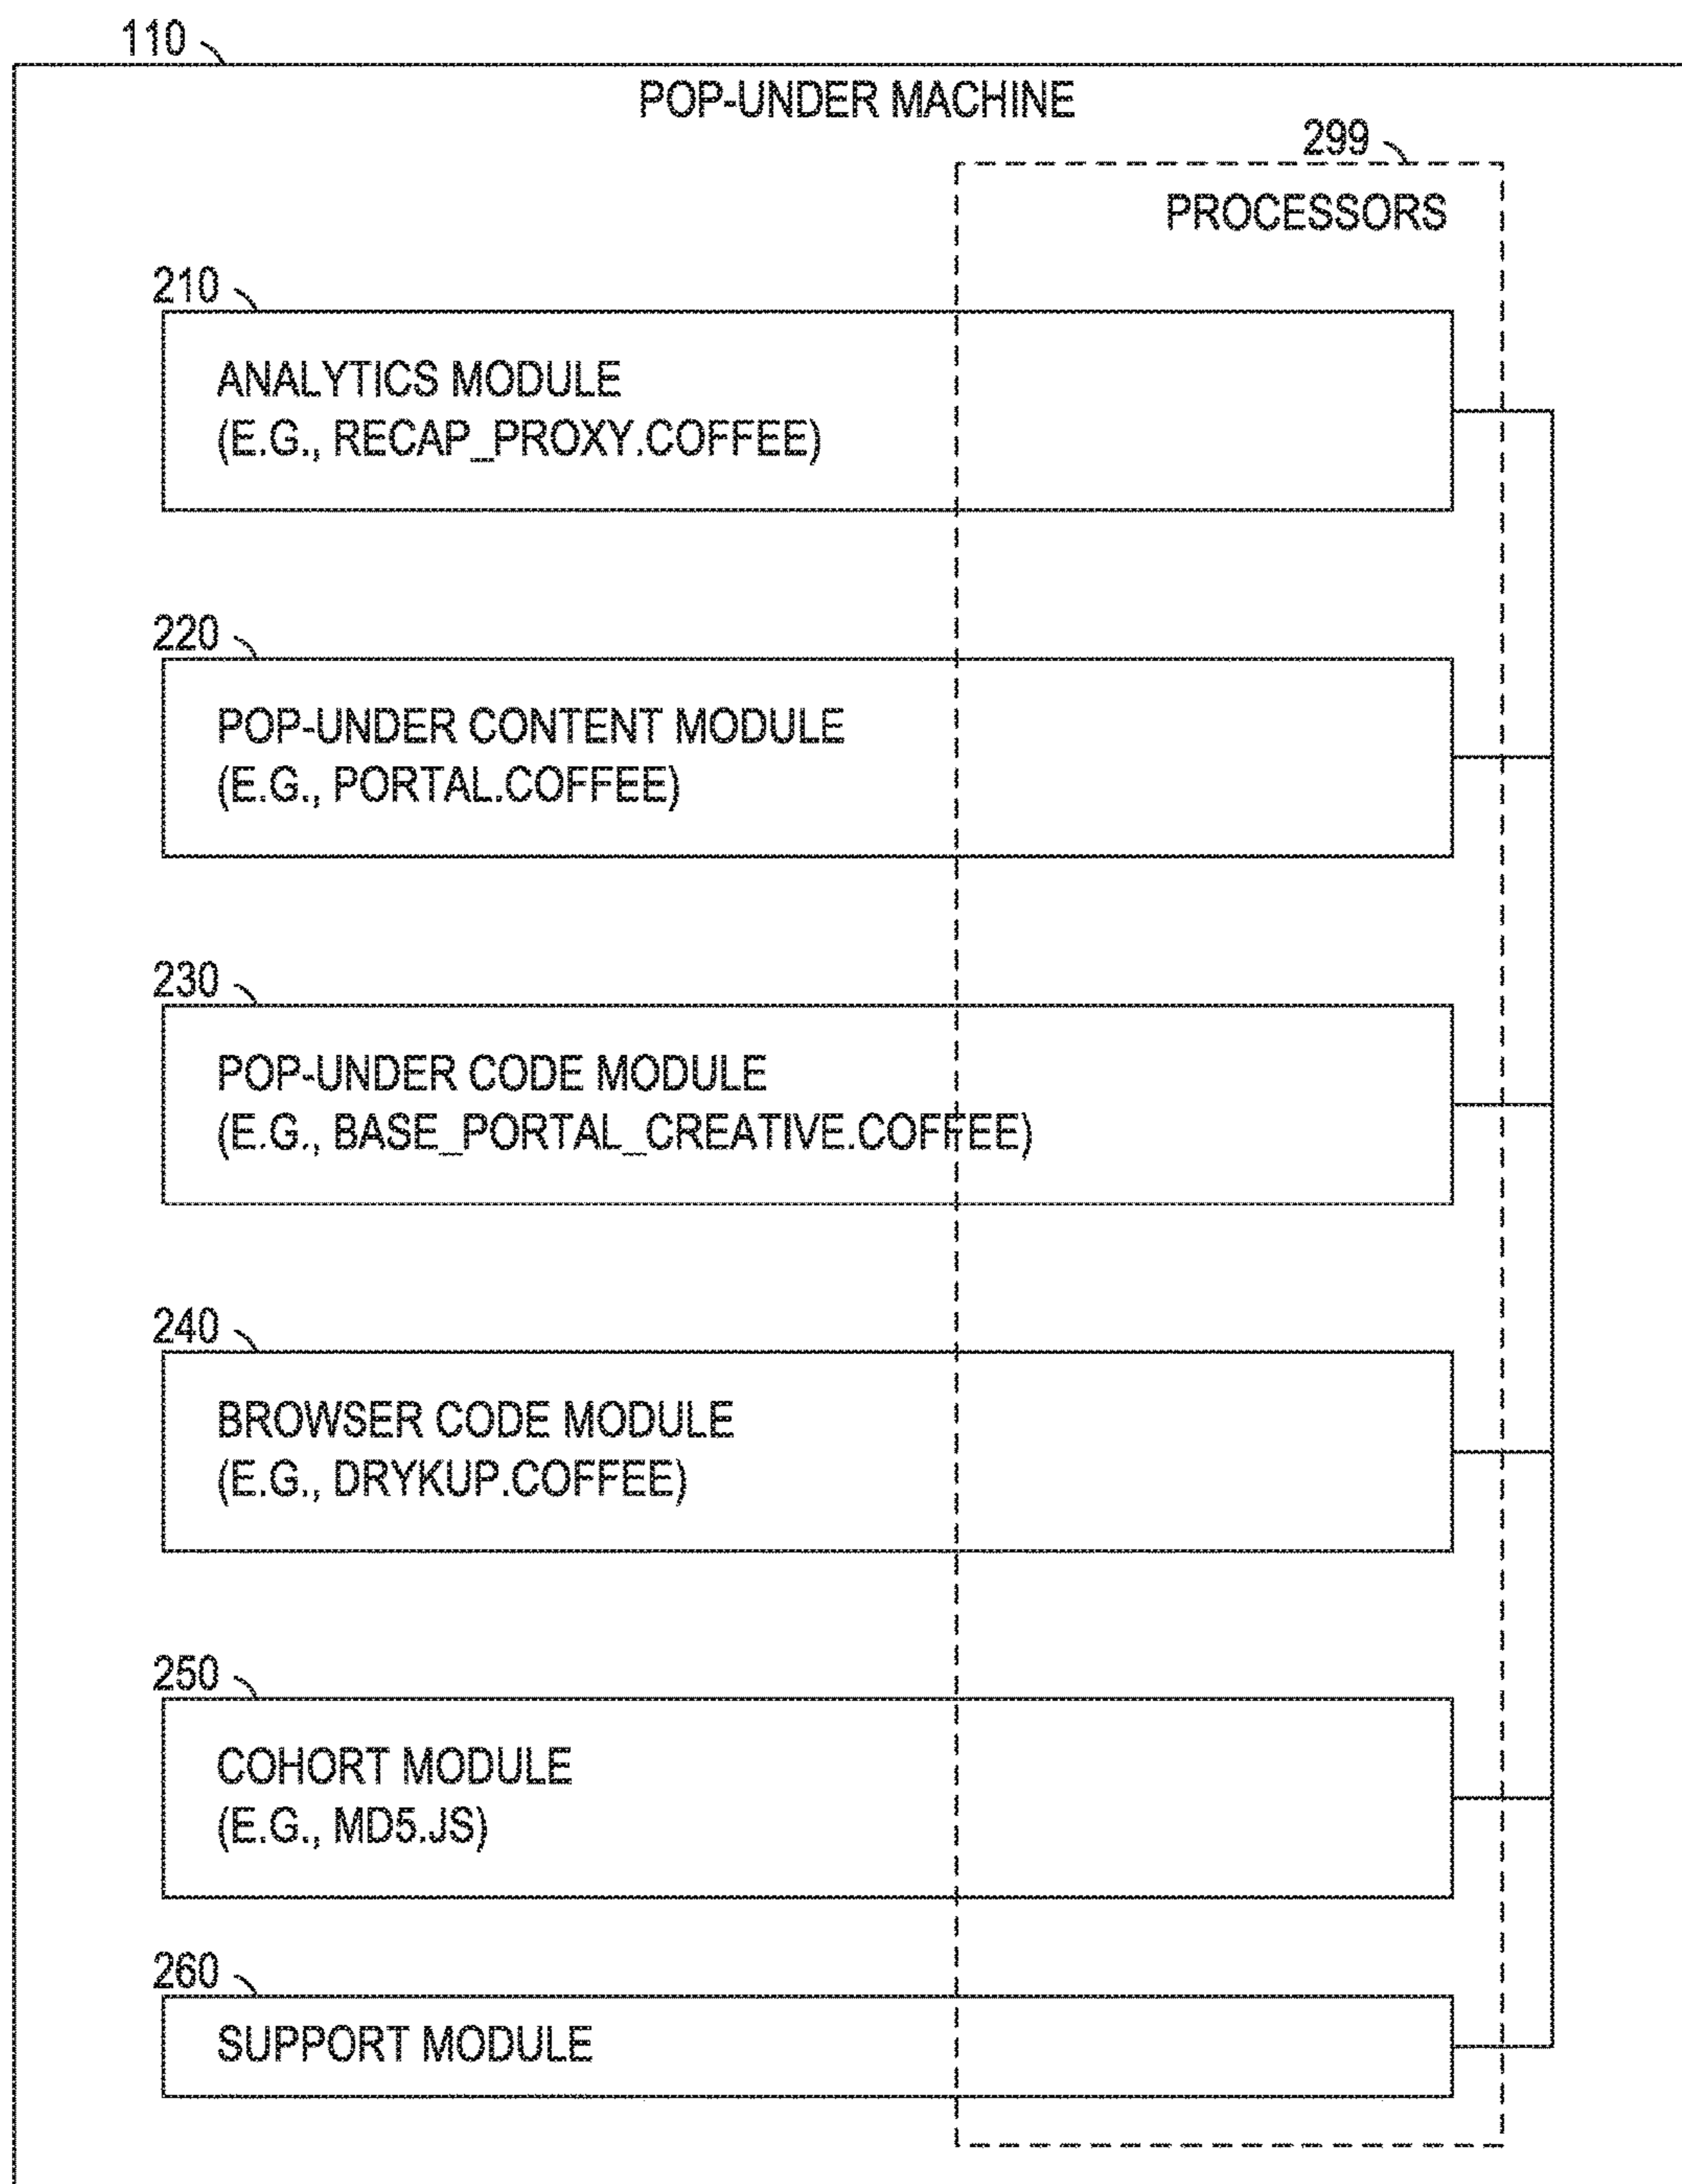 110
POP-UNDER MACHINE
299
PROCESSORS
210
ANALYTICS MODULE
(E.G., RECAP_PROXY.COFFEE)
220
POP-UNDER CONTENT MODULE
(E.G., PORTAL.COFFEE)
230
POP-UNDER CODE MODULE
(E.G., BASE_PORTAL_CREATIVE.COFFEE)
240
BROWSER CODE MODULE
(E.G., DRYKUP.COFFEE)
250
COHORT MODULE
(E.G., MD5.JS)
260
SUPPORT MODULE